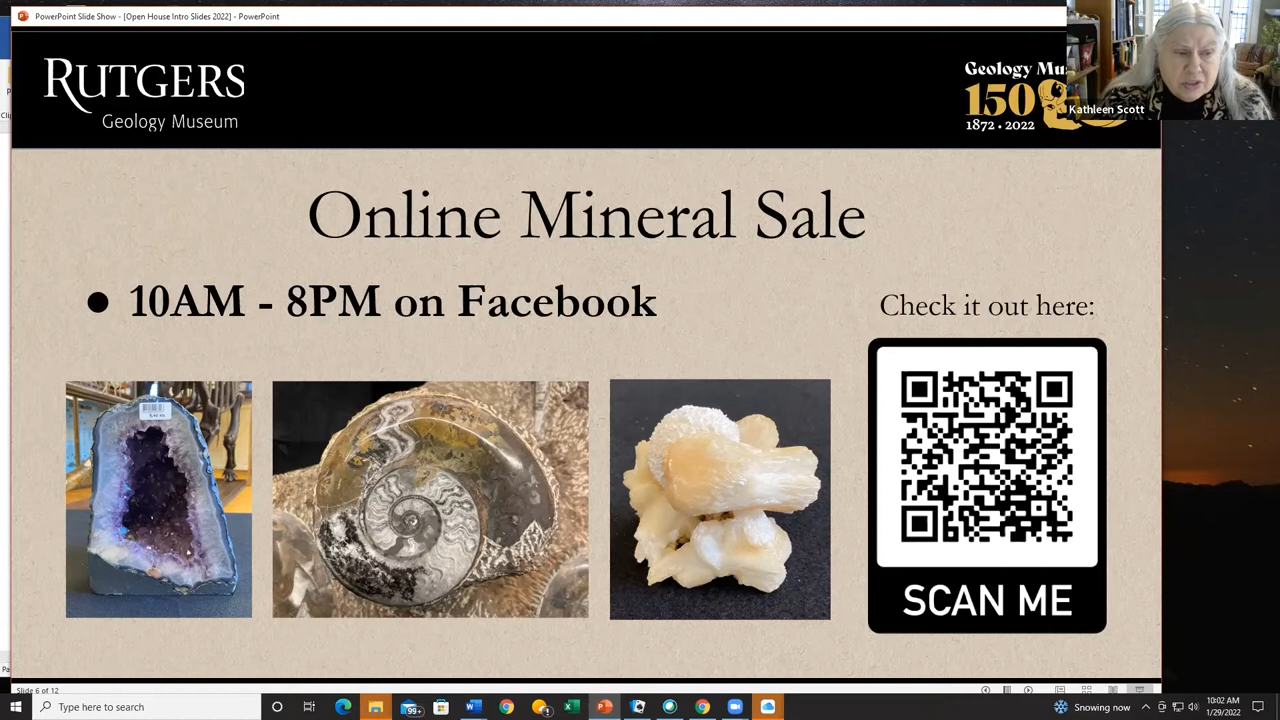 PowerPoint Slide Show - [Open House Intro Slides 2022] - PowerPoint
RUTGERS
Geology Museum
Geology Mu
150
1872 • 2022
Kathleen Scott
Online Mineral Sale
• 10AM - 8PM on Facebook
Check it out here:
SCAN ME
Slide 6 of 12
Type here to search
99+
Snowing now
10:02 AM
1/29/2022